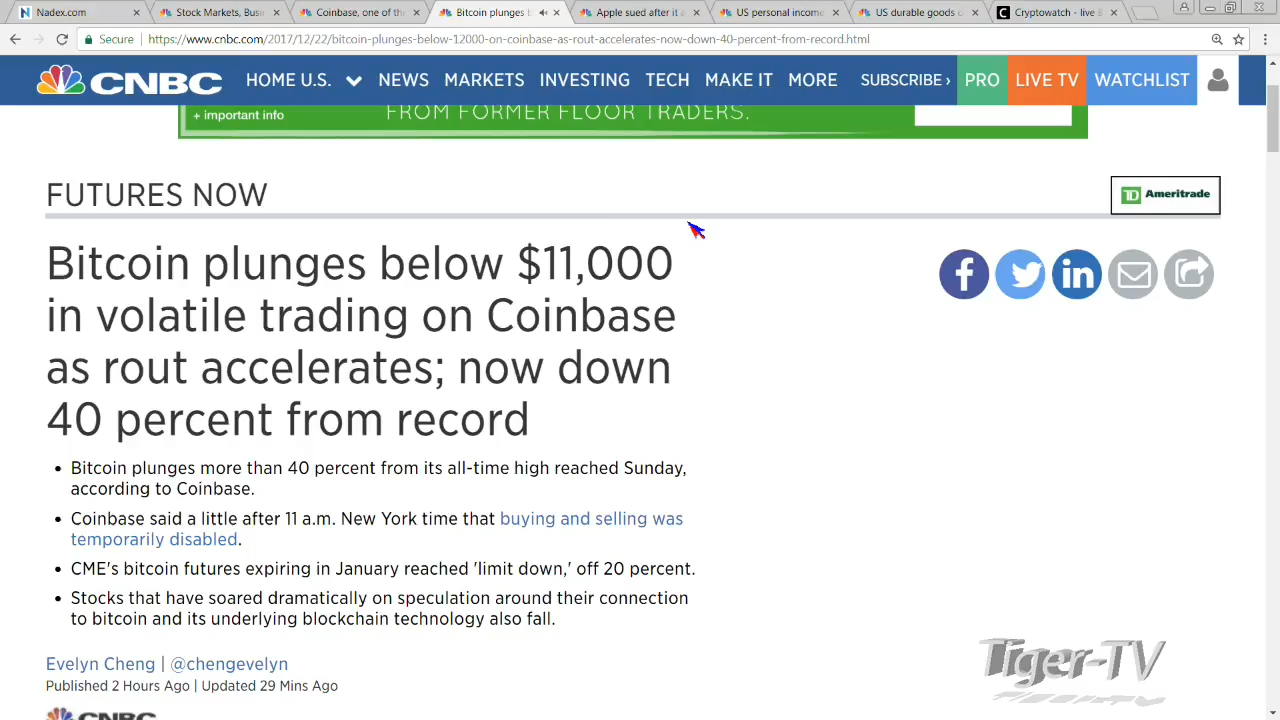 Nadex.com
Stock Markets, Busi
Coinbase, one of the
Bitcoin plunges b
Apple sued after it a
US personal income
US durable goods o
Cryptowatch - live B
Secure
https://www.cnbc.com/2017/12/22/bitcoin-plunges-below-12000-on-coinbase-as-rout-accelerates-now-down-40-percent-from-record.html
CNBC HOME U.S. NEWS MARKETS INVESTING TECH MAKE IT MORE SUBSCRIBE › PRO LIVE TV WATCHLIST
+ important info
FROM FORMER FLOOR TRADERS.
FUTURES NOW
TD Ameritrade
Bitcoin plunges below $11,000
in volatile trading on Coinbase
as rout accelerates; now down
40 percent from record
• Bitcoin plunges more than 40 percent from its all-time high reached Sunday,
according to Coinbase.
• Coinbase said a little after 11 a.m. New York time that buying and selling was
temporarily disabled.
• CME's bitcoin futures expiring in January reached 'limit down,' off 20 percent.
• Stocks that have soared dramatically on speculation around their connection
to bitcoin and its underlying blockchain technology also fall.
Evelyn Cheng | @chengevelyn
Published 2 Hours Ago | Updated 29 Mins Ago
CNBC
Tiger-TV